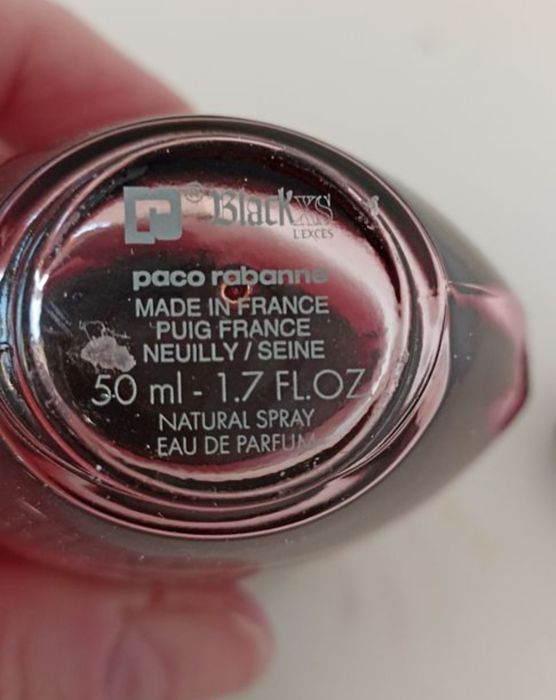 ® BlackXS
L'EXCES
paco rabanne
MADE IN FRANCE
PUIG FRANCE
NEUILLY / SEINE
50 ml - 1.7 FL.OZ
NATURAL SPRAY
EAU DE PARFUM